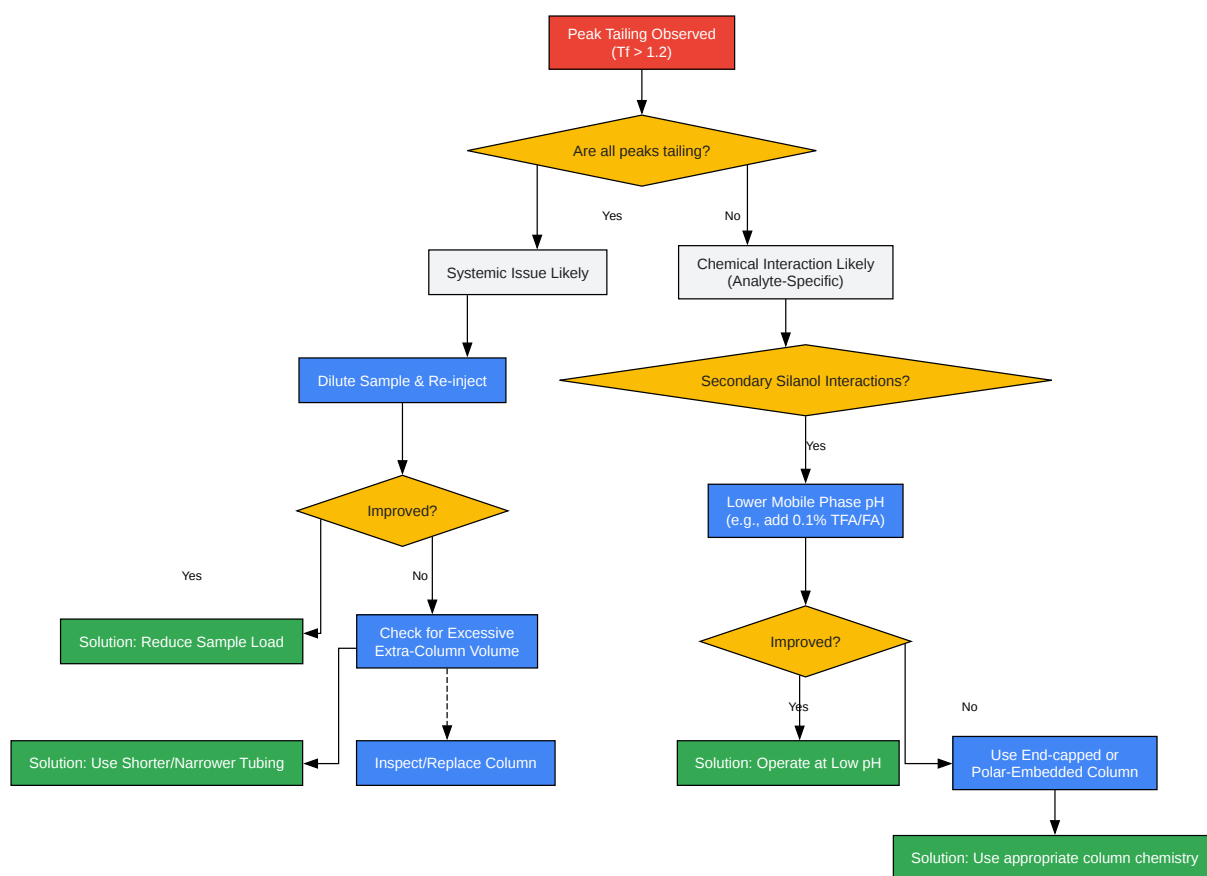 Peak Tailing Observed
(Tf > 1.2)
Are all peaks tailing?
Yes
No
Systemic Issue Likely
Chemical Interaction Likely
(Analyte-Specific)
Dilute Sample & Re-inject
Secondary Silanol Interactions?
Yes
Improved?
Lower Mobile Phase pH
(e.g., add 0.1% TFA/FA)
Yes
No
Solution: Reduce Sample Load
Check for Excessive
Extra-Column Volume
Improved?
Yes
No
Solution: Use Shorter/Narrower Tubing
Inspect/Replace Column
Solution: Operate at Low pH
Use End-capped or
Polar-Embedded Column
Solution: Use appropriate column chemistry